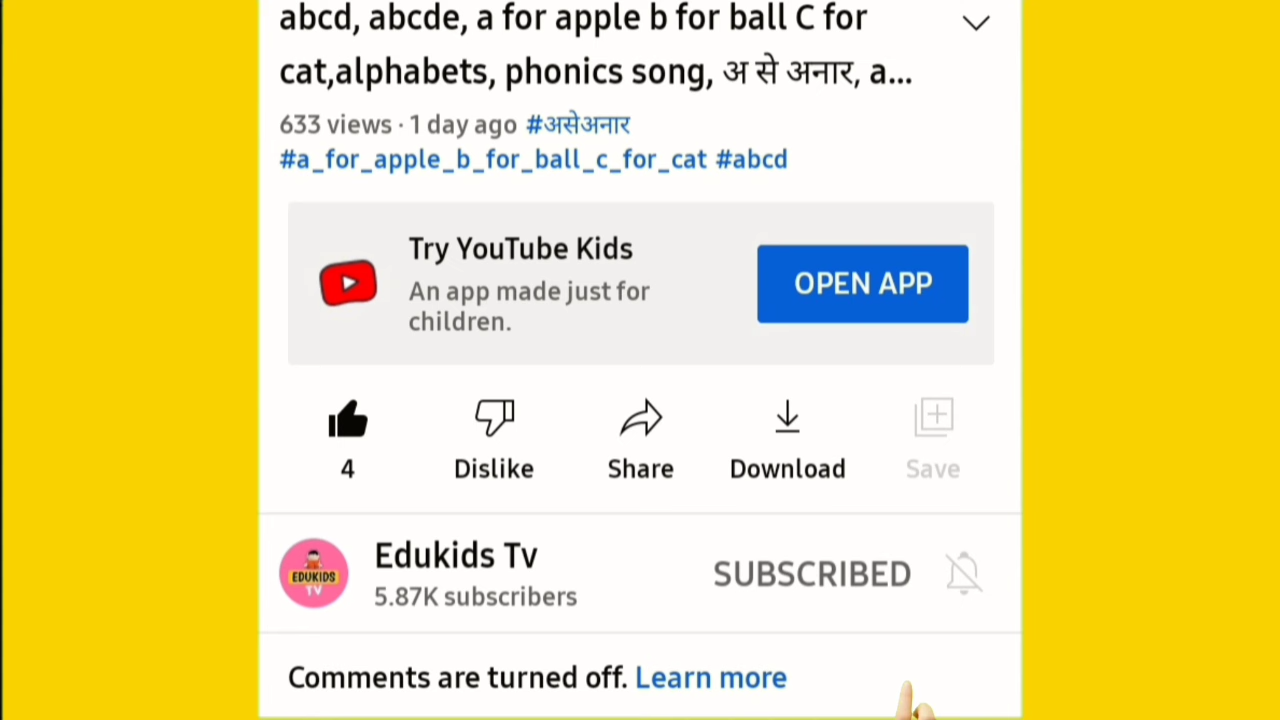 abcd, abcde, a for apple b for ball C for
cat,alphabets, phonics song, अ से अनार, a...
633 views · 1 day ago #असेअनार
#a_for_apple_b_for_ball_c_for_cat #abcd
Try YouTube Kids
An app made just for
children.
OPEN APP
4 Dislike Share Download Save
EDUKIDS
TV
Edukids Tv
5.87K subscribers
SUBSCRIBED
Comments are turned off. Learn more